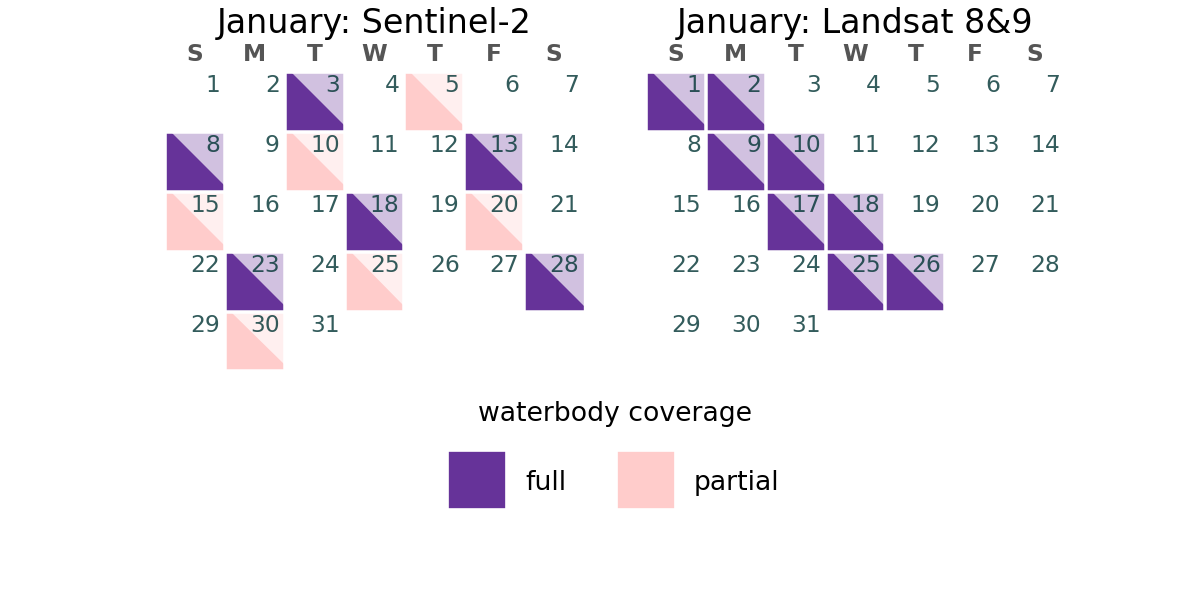 January: Sentinel-2
S M T W T F S
1 2 3 4 5 6 7
8 9 10 11 12 13 14
15 16 17 18 19 20 21
22 23 24 25 26 27 28
29 30 31
January: Landsat 8&9
S M T W T F S
1 2 3 4 5 6 7
8 9 10 11 12 13 14
15 16 17 18 19 20 21
22 23 24 25 26 27 28
29 30 31
waterbody coverage
full
partial